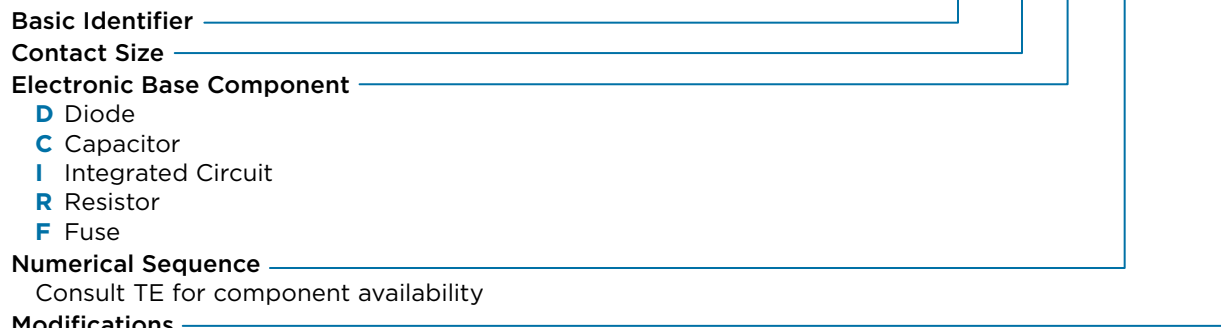 Basic Identifier
Contact Size
Electronic Base Component
D Diode
C Capacitor
I Integrated Circuit
R Resistor
F Fuse
Numerical Sequence
Consult TE for component availability
Modifications